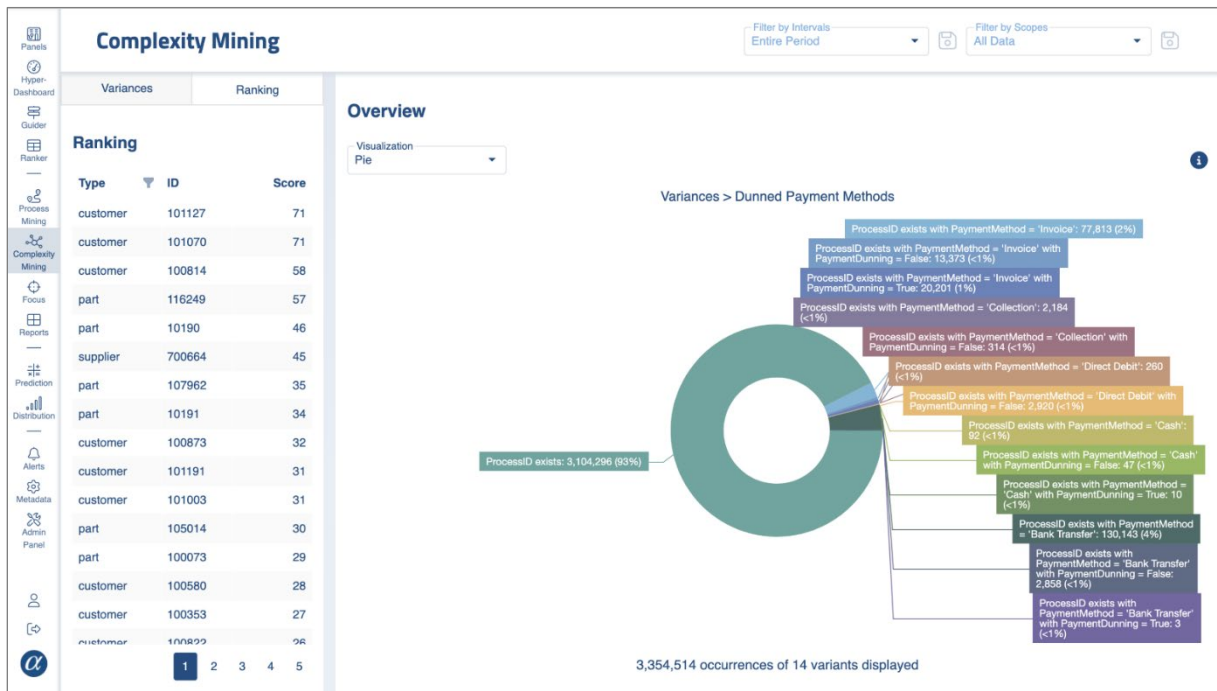 Panels
Hyper-
Dashboard
Guider
Ranker
Process
Mining
Complexity
Mining
Focus
Reports
Prediction
Distribution
Alerts
Metadata
Admin
Panel
α
Complexity Mining
Filter by Intervals
Entire Period
Filter by Scopes
All Data
Variances
Ranking
Ranking
Type ID Score
customer 101127 71
customer 101070 71
customer 100814 58
part 116249 57
part 10190 46
supplier 700664 45
part 107962 35
part 10191 34
customer 100873 32
customer 101191 31
customer 101003 31
part 105014 30
part 100073 29
customer 100580 28
customer 100353 27
customer 100822 26
1 2 3 4 5
Overview
Visualization
Pie
i
Variances > Dunned Payment Methods
ProcessID exists with PaymentMethod = 'Invoice': 77,813 (2%)
ProcessID exists with PaymentMethod = 'Invoice' with
PaymentDunning = False: 13,373 (<1%)
ProcessID exists with PaymentMethod = 'Invoice' with
PaymentDunning = True: 20,201 (1%)
ProcessID exists with PaymentMethod = 'Collection': 2,184
(<1%)
ProcessID exists with PaymentMethod = 'Collection' with
PaymentDunning = False: 314 (<1%)
ProcessID exists with PaymentMethod = 'Direct Debit': 260
(<1%)
ProcessID exists with PaymentMethod = 'Direct Debit' with
PaymentDunning = False: 2,920 (<1%)
ProcessID exists with PaymentMethod = 'Cash':
92 (<1%)
ProcessID exists with PaymentMethod = 'Cash'
with PaymentDunning = False: 47 (<1%)
ProcessID exists with PaymentMethod =
'Cash' with PaymentDunning = True: 10
(<1%)
ProcessID exists with PaymentMethod
= 'Bank Transfer': 130,143 (4%)
ProcessID exists with
PaymentMethod = 'Bank Transfer'
with PaymentDunning = False:
2,858 (<1%)
ProcessID exists with
PaymentMethod = 'Bank Transfer'
with PaymentDunning = True: 3
(<1%)
ProcessID exists: 3,104,296 (93%)
3,354,514 occurrences of 14 variants displayed